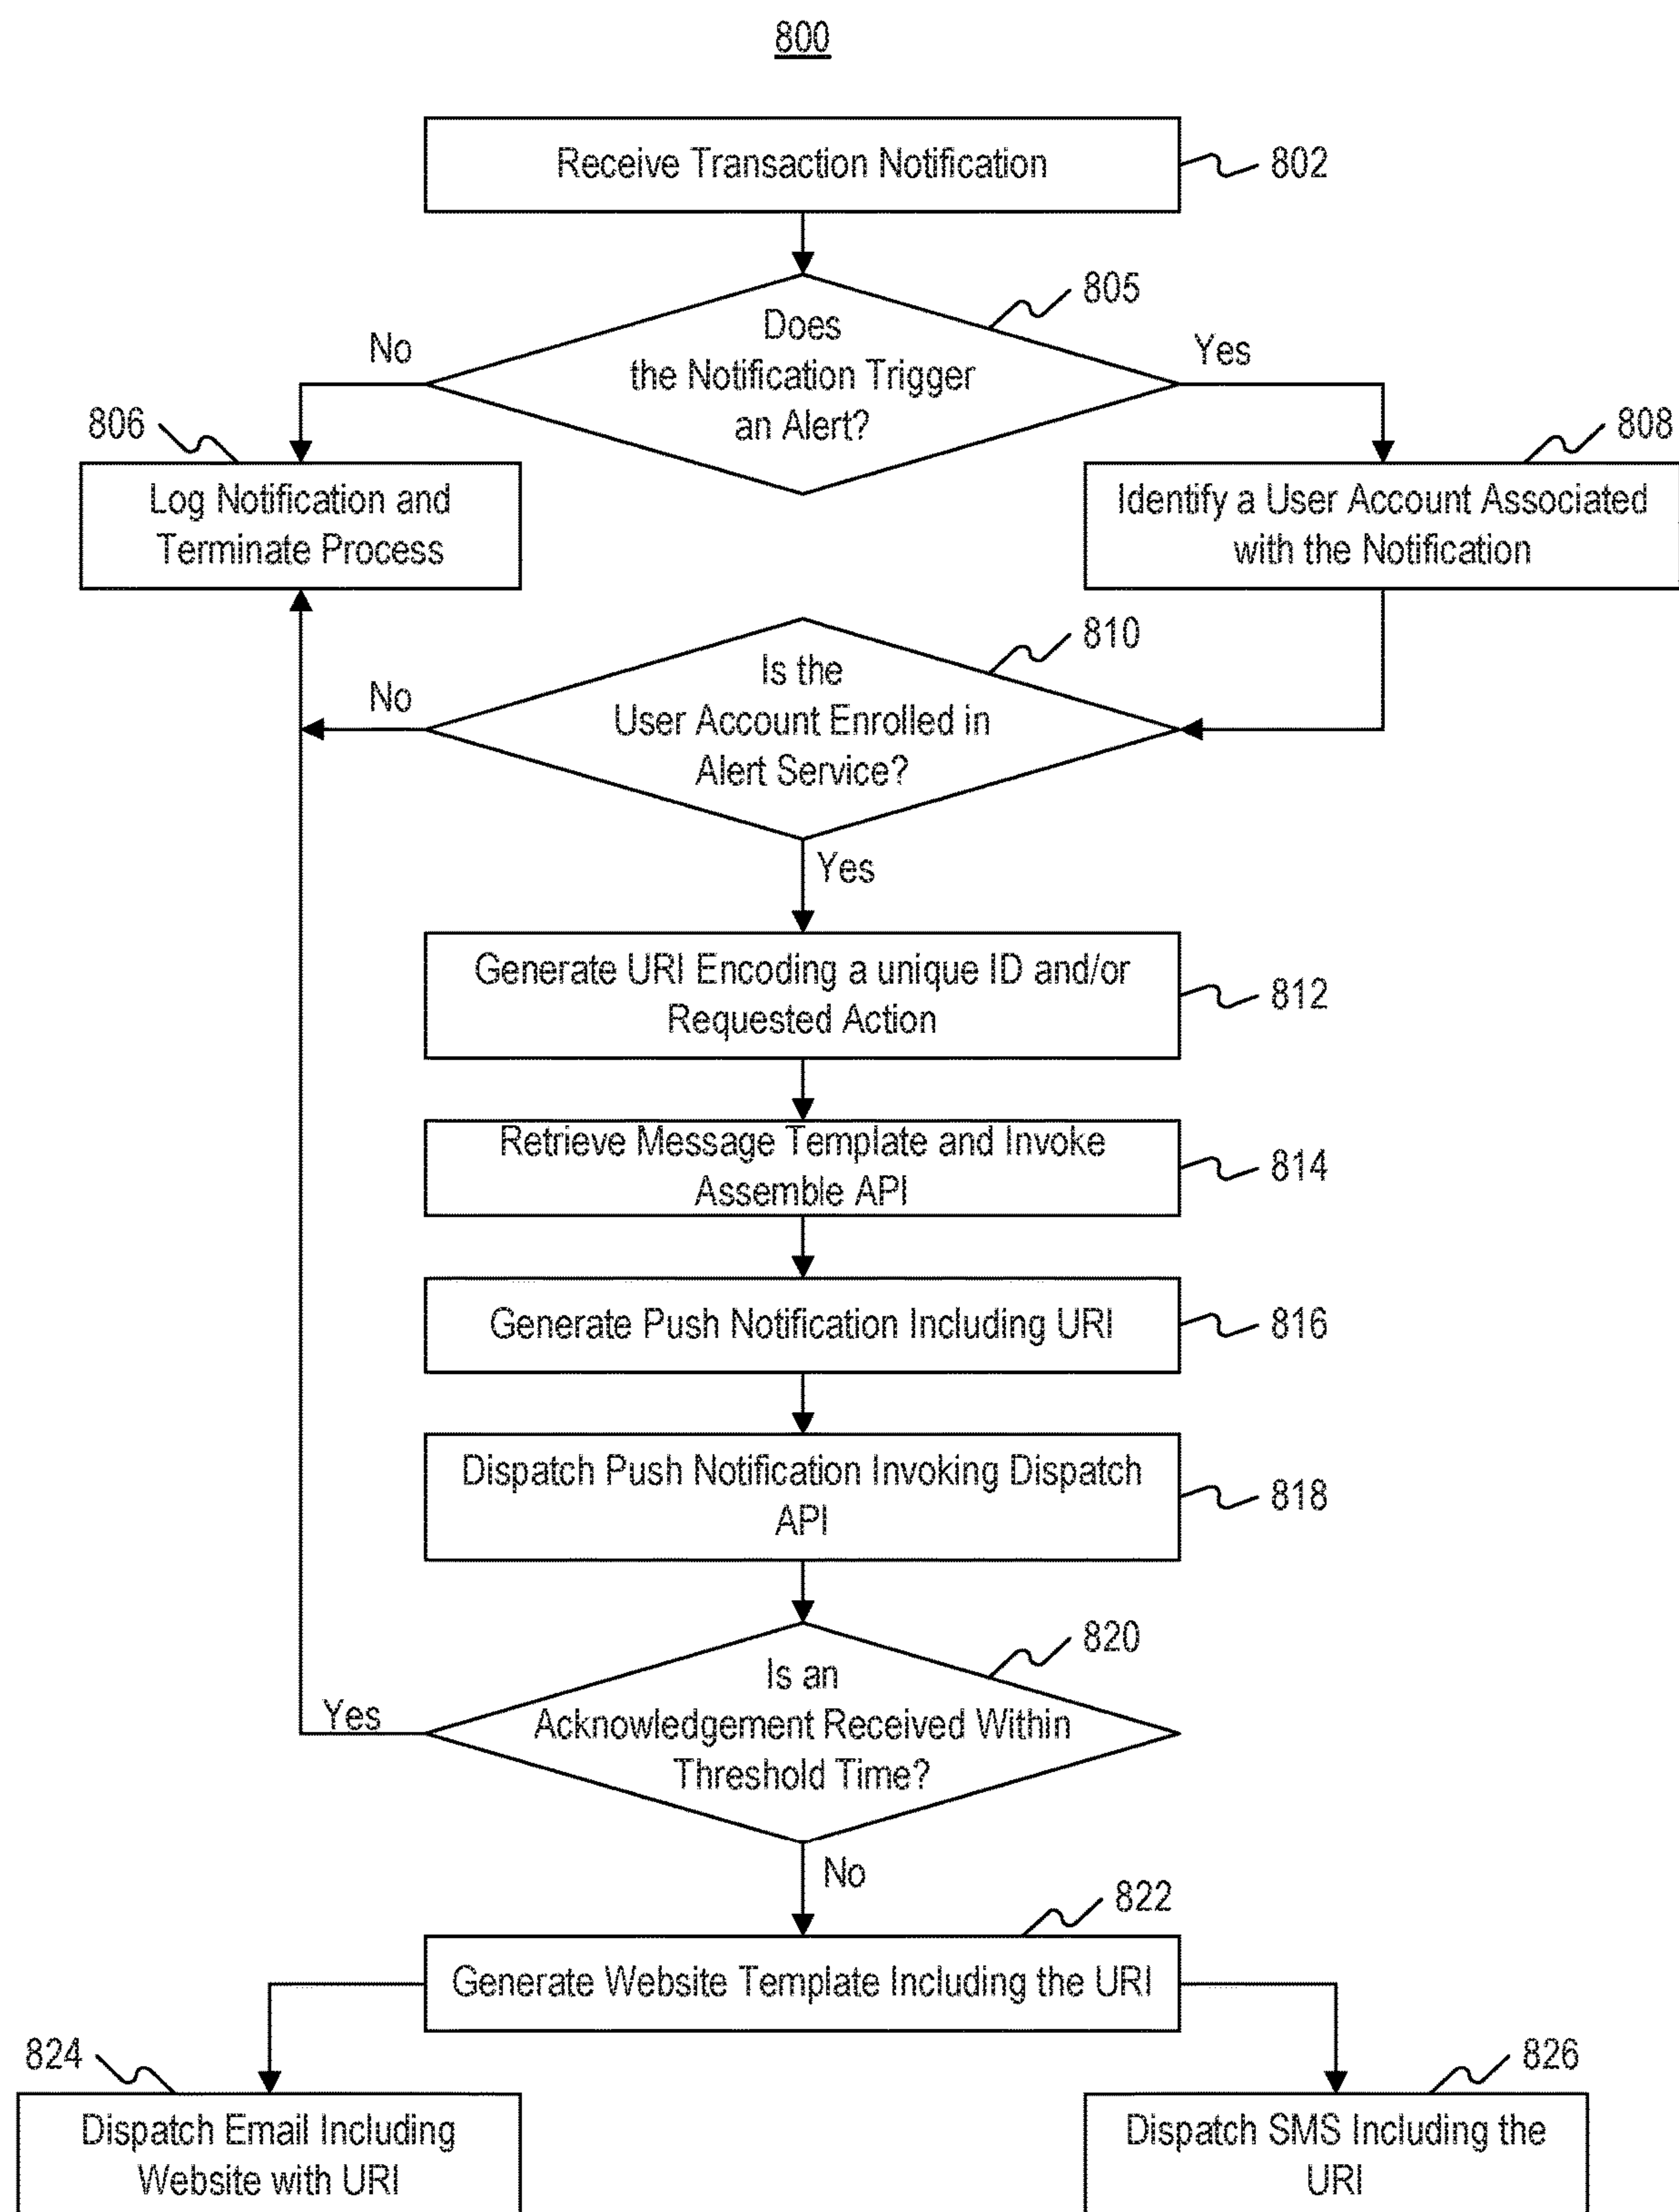 800
Receive Transaction Notification
802
805
Does
the Notification Trigger
an Alert?
No
Yes
806
808
Log Notification and
Terminate Process
Identify a User Account Associated
with the Notification
810
Is the
User Account Enrolled in
Alert Service?
No
Yes
Generate URI Encoding a unique ID and/or
Requested Action
812
Retrieve Message Template and Invoke
Assemble API
814
Generate Push Notification Including URI
816
Dispatch Push Notification Invoking Dispatch
API
818
820
Is an
Acknowledgement Received Within
Threshold Time?
Yes
No
822
Generate Website Template Including the URI
824
826
Dispatch Email Including
Website with URI
Dispatch SMS Including the
URI